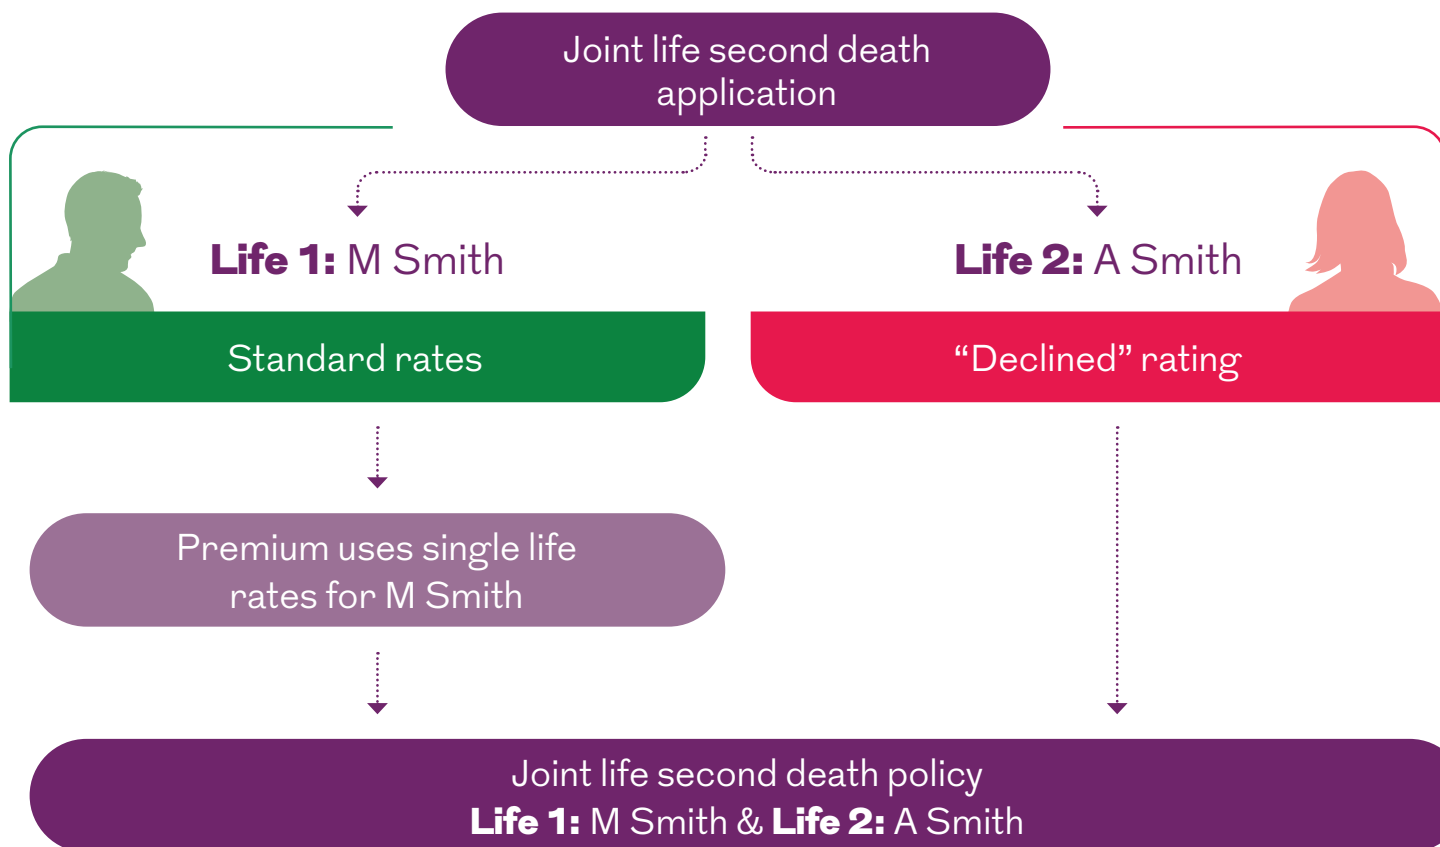 Joint life second death
application
Life 1: M Smith
Life 2: A Smith
Standard rates
“Declined” rating
Premium uses single life
rates for M Smith
Joint life second death policy
Life 1: M Smith & Life 2: A Smith